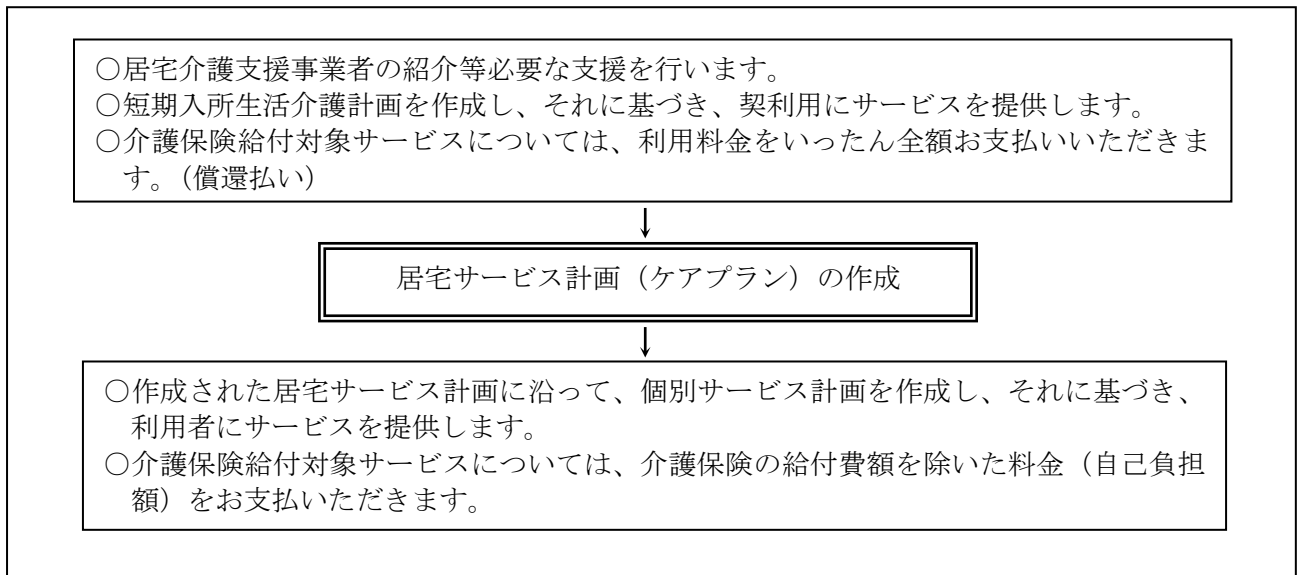 ○居宅介護支援事業者の紹介等必要な支援を行います。
○短期入所生活介護計画を作成し、それに基づき、契利用にサービスを提供します。
○介護保険給付対象サービスについては、利用料金をいったん全額お支払いいただきま
す。（償還払い）
↓
居宅サービス計画（ケアプラン）の作成
↓
○作成された居宅サービス計画に沿って、個別サービス計画を作成し、それに基づき、
利用者にサービスを提供します。
○介護保険給付対象サービスについては、介護保険の給付費額を除いた料金（自己負担
額）をお支払いただきます。